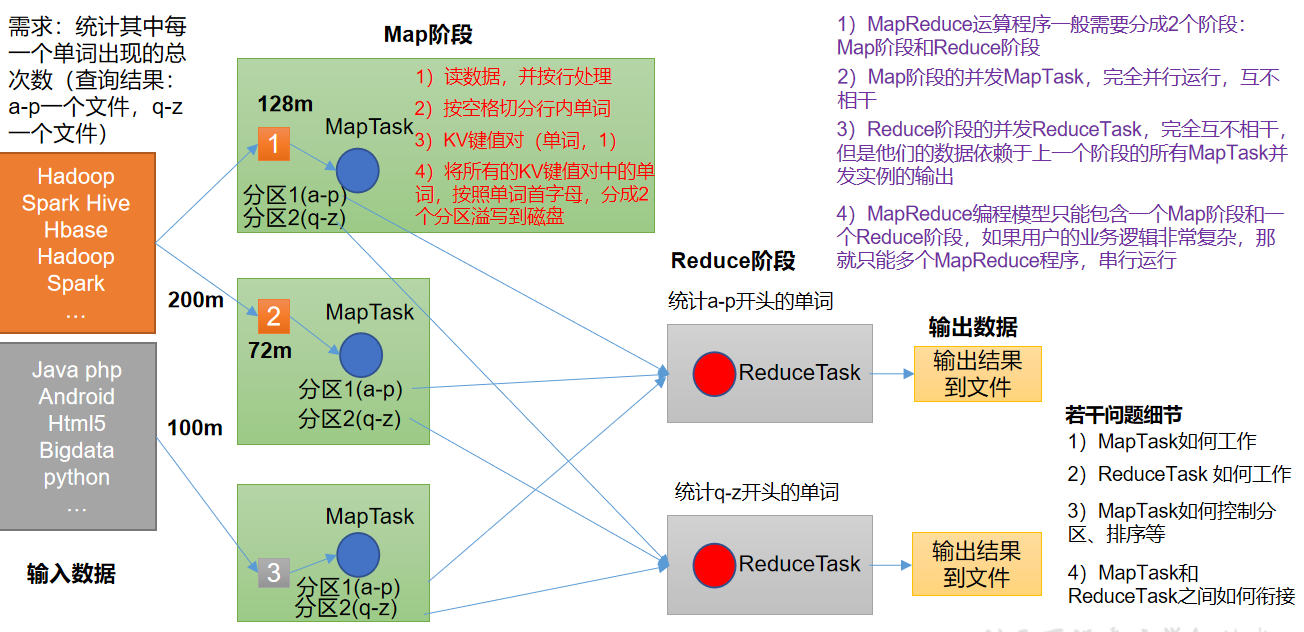 需求：统计其中每
一个单词出现的总
次数（查询结果：
a-p一个文件，q-z
一个文件）
Hadoop
Spark Hive
Hbase
Hadoop
Spark
…
200m
Java php
Android
Html5
Bigdata
python
…
100m
输入数据
Map阶段
128m
1
MapTask
分区1(a-p)
分区2(q-z)
1）读数据，并按行处理
2）按空格切分行内单词
3）KV键值对（单词，1）
4）将所有的KV键值对中的单
词，按照单词首字母，分成2
个分区溢写到磁盘
2
72m
MapTask
分区1(a-p)
分区2(q-z)
3
MapTask
分区1(a-p)
分区2(q-z)
Reduce阶段
统计a-p开头的单词
ReduceTask
统计q-z开头的单词
ReduceTask
输出数据
输出结果
到文件
输出结果
到文件
1）MapReduce运算程序一般需要分成2个阶段：
Map阶段和Reduce阶段
2）Map阶段的并发MapTask，完全并行运行，互不
相干
3）Reduce阶段的并发ReduceTask，完全互不相干，
但是他们的数据依赖于上一个阶段的所有MapTask并
发实例的输出
4）MapReduce编程模型只能包含一个Map阶段和一
个Reduce阶段，如果用户的业务逻辑非常复杂，那
就只能多个MapReduce程序，串行运行
若干问题细节
1）MapTask如何工作
2）ReduceTask 如何工作
3）MapTask如何控制分
区、排序等
4）MapTask和
ReduceTask之间如何衔接